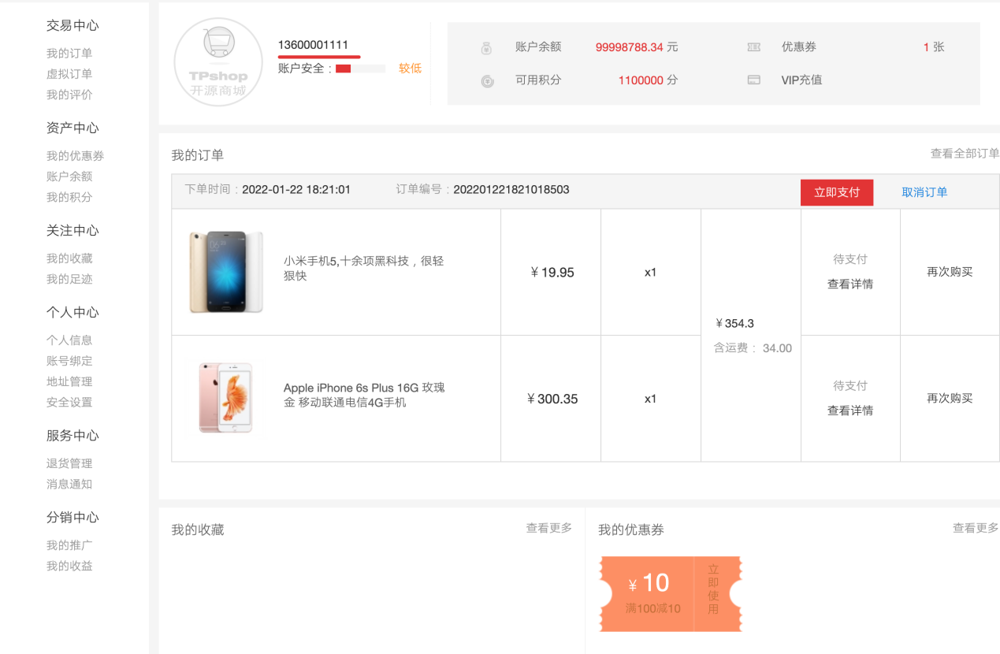 交易中心
我的订单
虚拟订单
我的评价
资产中心
我的优惠券
账户余额
我的积分
关注中心
我的收藏
我的足迹
个人中心
个人信息
账号绑定
地址管理
安全设置
服务中心
退货管理
消息通知
分销中心
我的推广
我的收益
TPshop
开源商城
13600001111
账户安全： 较低
账户余额 99998788.34 元 优惠券 1 张
可用积分 1100000 分 VIP充值
我的订单 查看全部订单
下单时间：2022-01-22 18:21:01 订单编号：202201221821018503 立即支付 取消订单
小米手机5,十余项黑科技，很轻
狠快
￥19.95 x1
待支付
查看详情
再次购买
￥354.3
含运费： 34.00
Apple iPhone 6s Plus 16G 玫瑰
金 移动联通电信4G手机
￥300.35 x1
待支付
查看详情
再次购买
我的收藏 查看更多
我的优惠券 查看更多
￥10
满100减10
立
即
使
用